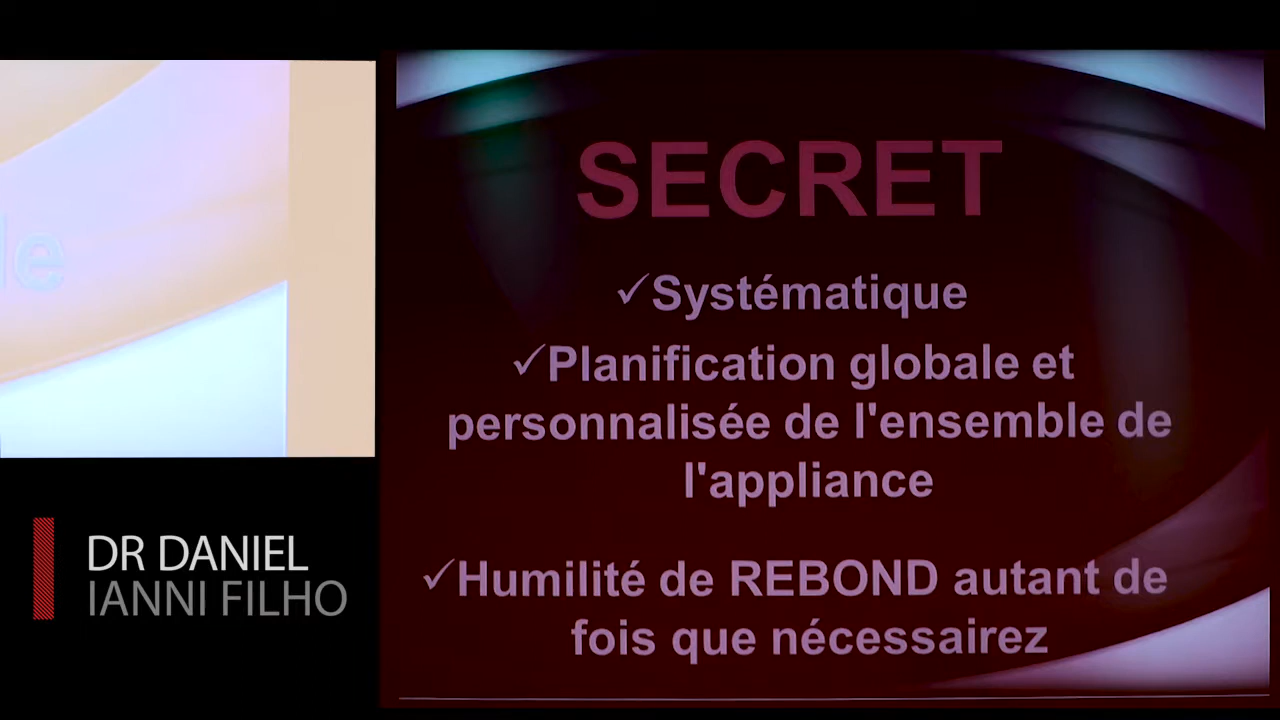 le
SECRET
✓Systématique
✓Planification globale et
personnalisée de l'ensemble de
l'appliance
✓Humilité de REBOND autant de
fois que nécessairez
DR DANIEL
IANNI FILHO